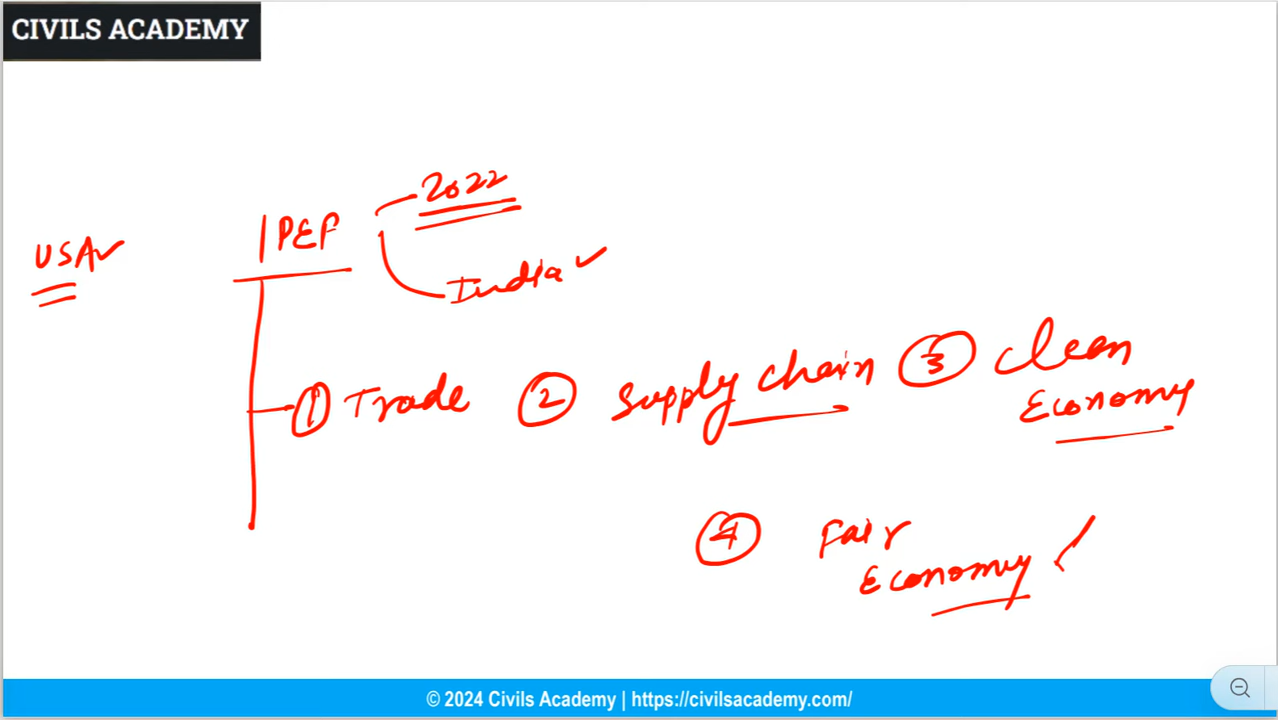 CIVILS ACADEMY
2022
USA
IPEF
India
① Trade ② Supply chain ③ Clean
Economy
④ Fair
Economy
© 2024 Civils Academy | https://civilsacademy.com/